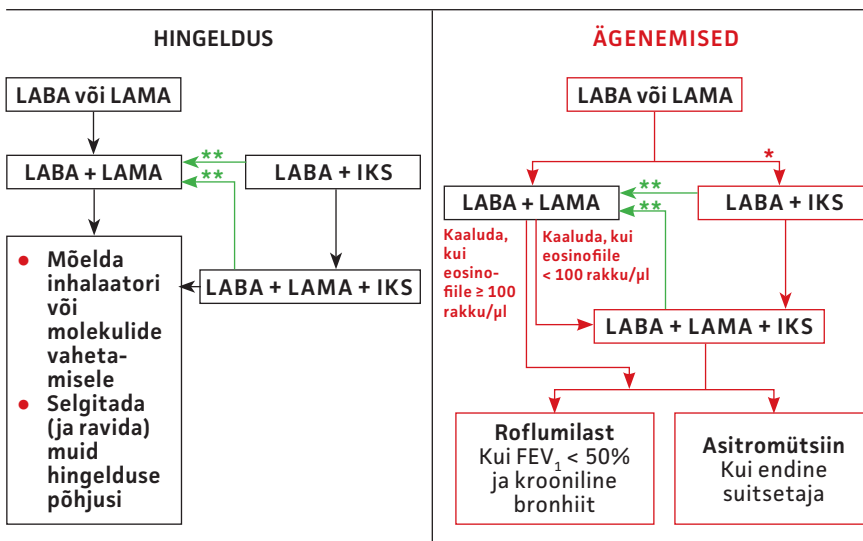 HINGELDUS
LABA või LAMA
LABA + LAMA
**
**
LABA + IKS
LABA + LAMA + IKS
● Mõelda
inhalaatori
või
molekulide
vaheta-
misele
● Selgitada
(ja ravida)
muid
hingelduse
põhjusi
ÄGENEMISED
LABA või LAMA
*
LABA + LAMA
**
**
LABA + IKS
Kaaluda,
kui
eosino-
fiile ≥ 100
rakku/µl
Kaaluda, kui
eosinofiile
< 100 rakku/µl
LABA + LAMA + IKS
Roflumilast
Kui FEV₁ < 50%
ja krooniline
bronhiit
Asitromütsiin
Kui endine
suitsetaja